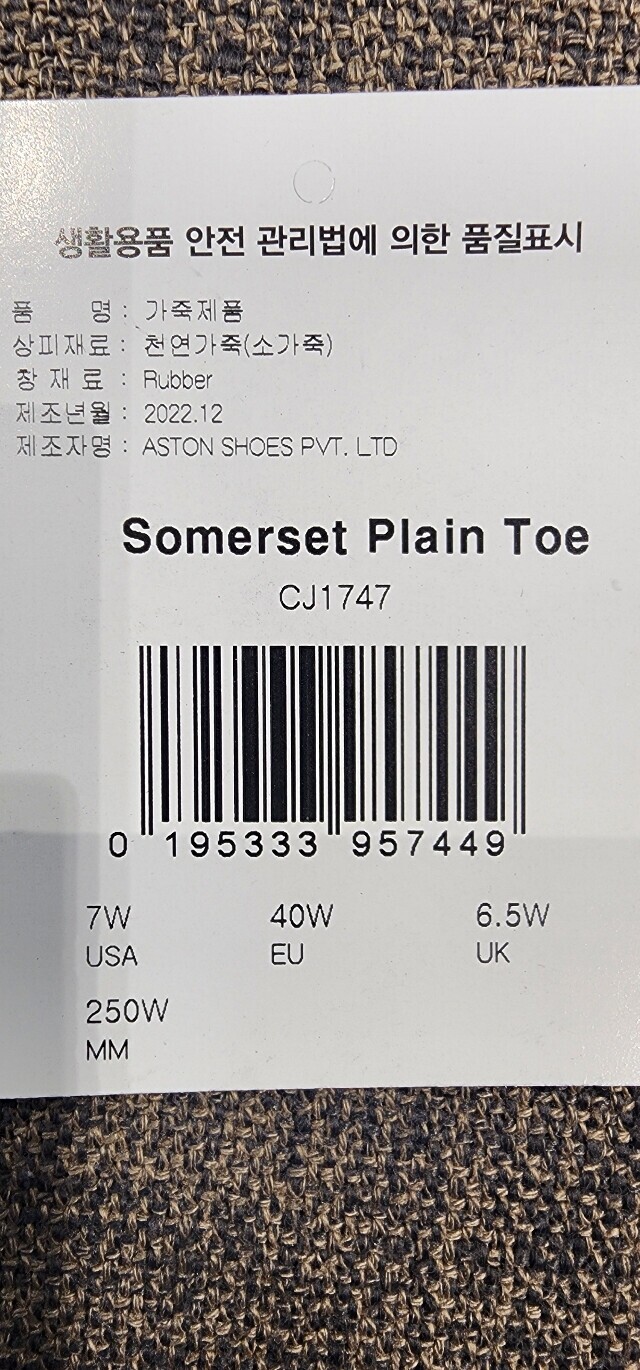 생활용품 안전 관리법에 의한 품질표시
품 명 : 가죽제품
상피재료 : 천연가죽(소가죽)
창 재 료 : Rubber
제조년월 : 2022.12
제조자명 : ASTON SHOES PVT. LTD
Somerset Plain Toe
CJ1747
0 195333 957449
7W 40W 6.5W
USA EU UK
250W
MM